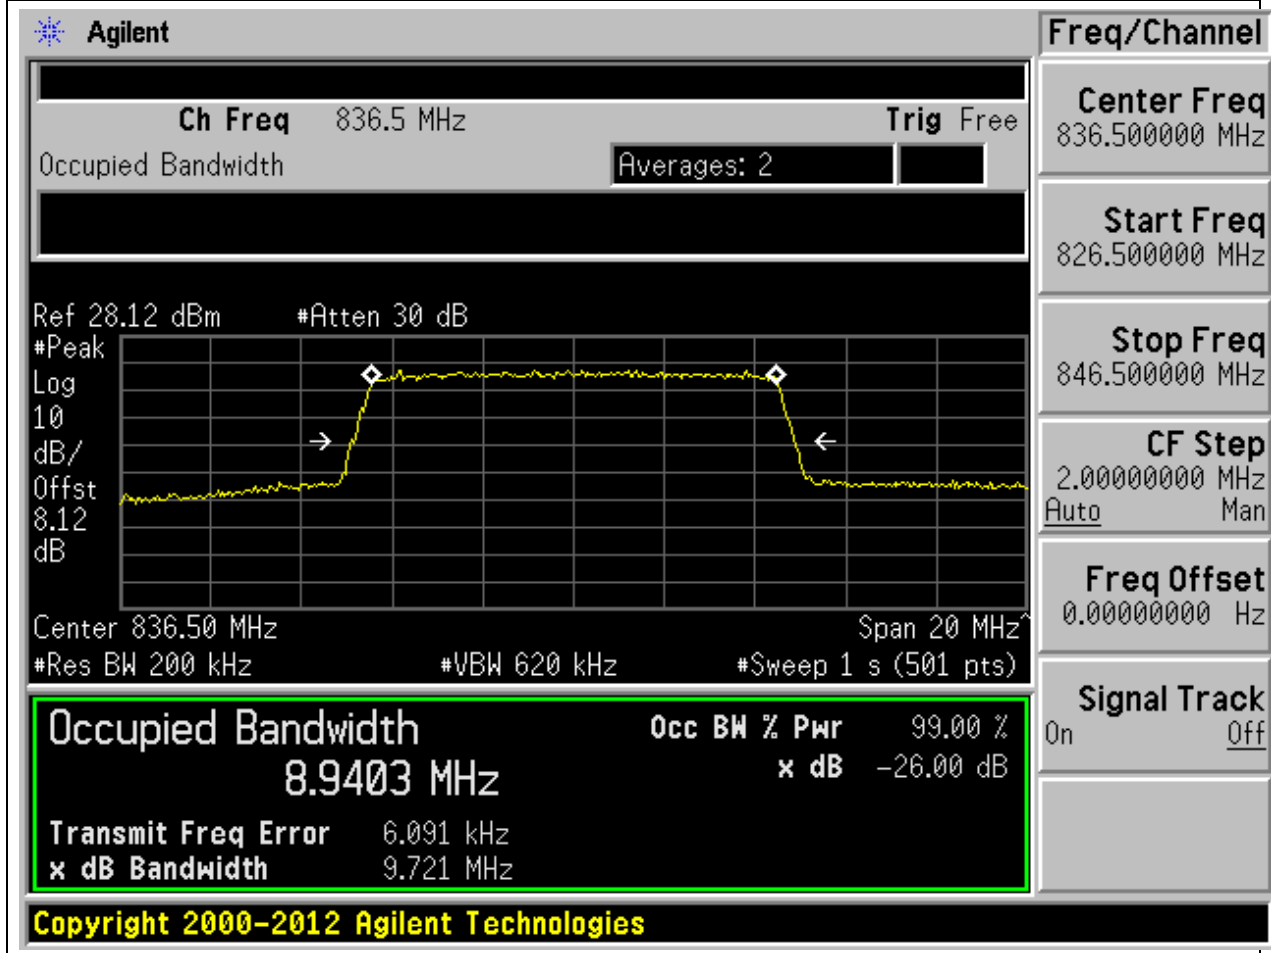 Agilent
Freq/Channel
Ch Freq 836.5 MHz Trig Free
Occupied Bandwidth Averages: 2
Center Freq
836.500000 MHz
Start Freq
826.500000 MHz
Stop Freq
846.500000 MHz
CF Step
2.00000000 MHz
Auto Man
Freq Offset
0.00000000 Hz
Signal Track
On Off
Ref 28.12 dBm #Atten 30 dB
#Peak
Log
10
dB/
Offst
8.12
dB
Center 836.50 MHz Span 20 MHz^
#Res BW 200 kHz #VBW 620 kHz #Sweep 1 s (501 pts)
Occupied Bandwidth Occ BW % Pwr 99.00 %
8.9403 MHz x dB -26.00 dB
Transmit Freq Error 6.091 kHz
x dB Bandwidth 9.721 MHz
Copyright 2000-2012 Agilent Technologies